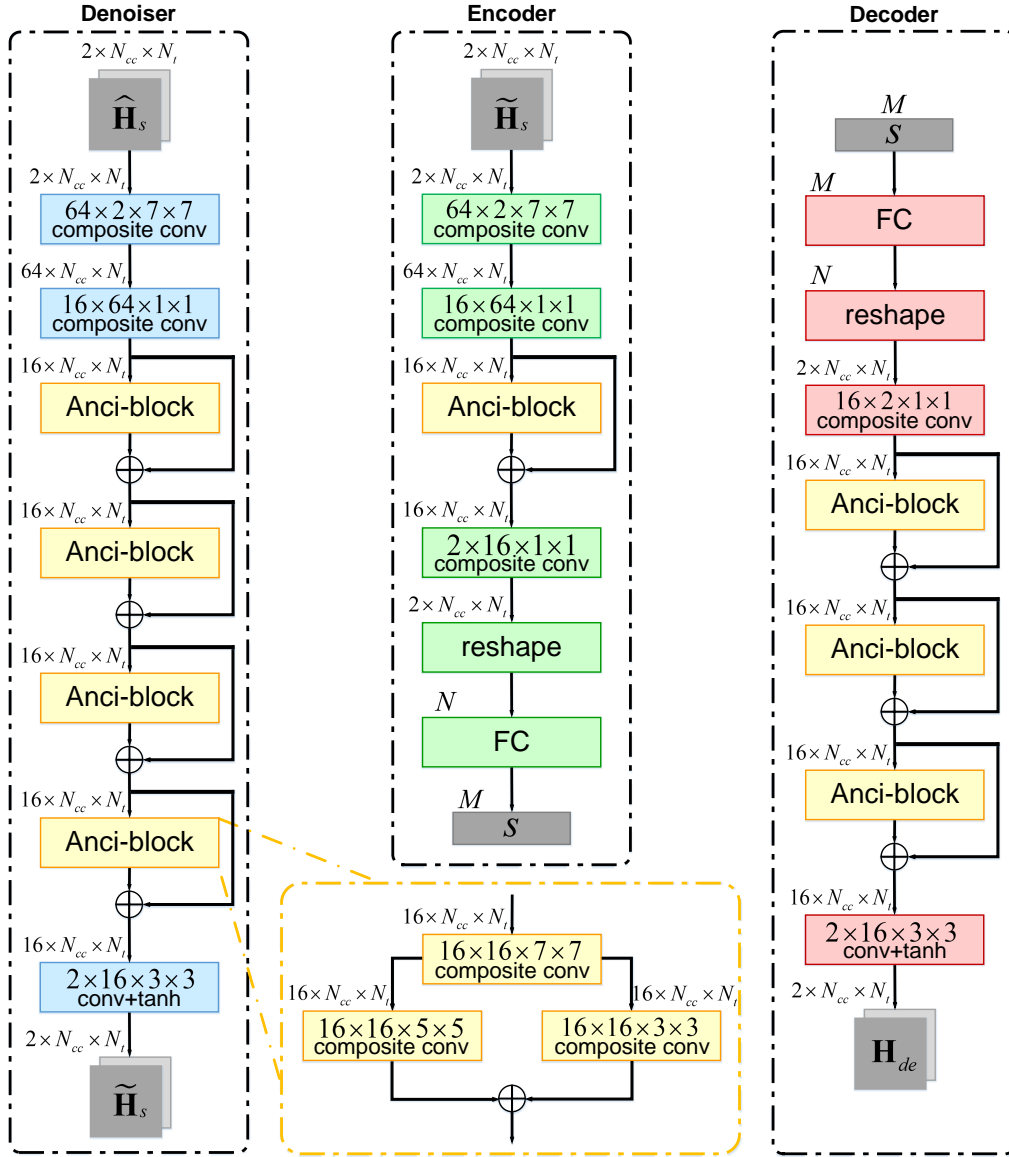 Denoiser
2 × N_cc × N_t
Ĥ_s
2 × N_cc × N_t
64 × 2 × 7 × 7
composite conv
64 × N_cc × N_t
16 × 64 × 1 × 1
composite conv
16 × N_cc × N_t
Anci-block
16 × N_cc × N_t
Anci-block
16 × N_cc × N_t
Anci-block
16 × N_cc × N_t
Anci-block
16 × N_cc × N_t
2 × 16 × 3 × 3
conv+tanh
2 × N_cc × N_t
H̃_s
Encoder
2 × N_cc × N_t
H̃_s
2 × N_cc × N_t
64 × 2 × 7 × 7
composite conv
64 × N_cc × N_t
16 × 64 × 1 × 1
composite conv
16 × N_cc × N_t
Anci-block
16 × N_cc × N_t
2 × 16 × 1 × 1
composite conv
2 × N_cc × N_t
reshape
N
FC
M
s
16 × N_cc × N_t
16 × 16 × 7 × 7
composite conv
16 × N_cc × N_t
16 × N_cc × N_t
16 × 16 × 5 × 5
composite conv
16 × 16 × 3 × 3
composite conv
Decoder
M
s
M
FC
N
reshape
2 × N_cc × N_t
16 × 2 × 1 × 1
composite conv
16 × N_cc × N_t
Anci-block
16 × N_cc × N_t
Anci-block
16 × N_cc × N_t
Anci-block
16 × N_cc × N_t
2 × 16 × 3 × 3
conv+tanh
2 × N_cc × N_t
H_de